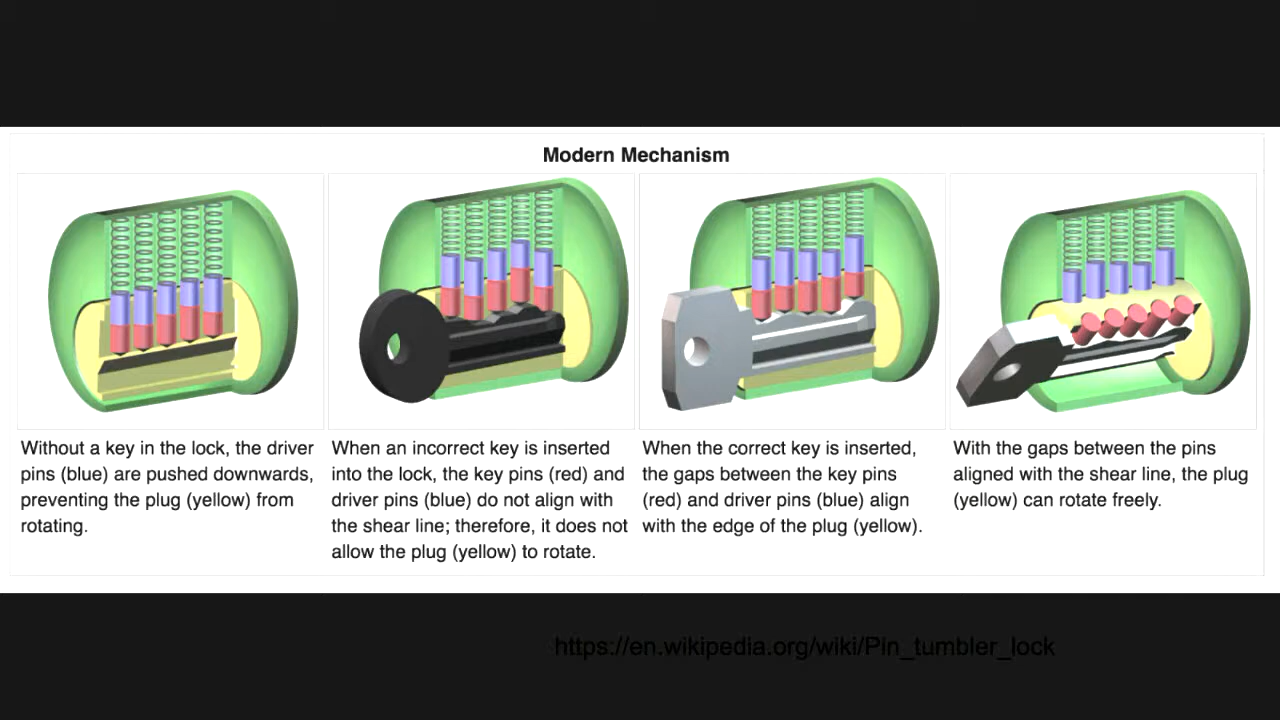 Modern Mechanism
Without a key in the lock, the driver
pins (blue) are pushed downwards,
preventing the plug (yellow) from
rotating.
When an incorrect key is inserted
into the lock, the key pins (red) and
driver pins (blue) do not align with
the shear line; therefore, it does not
allow the plug (yellow) to rotate.
When the correct key is inserted,
the gaps between the key pins
(red) and driver pins (blue) align
with the edge of the plug (yellow).
With the gaps between the pins
aligned with the shear line, the plug
(yellow) can rotate freely.
https://en.wikipedia.org/wiki/Pin_tumbler_lock